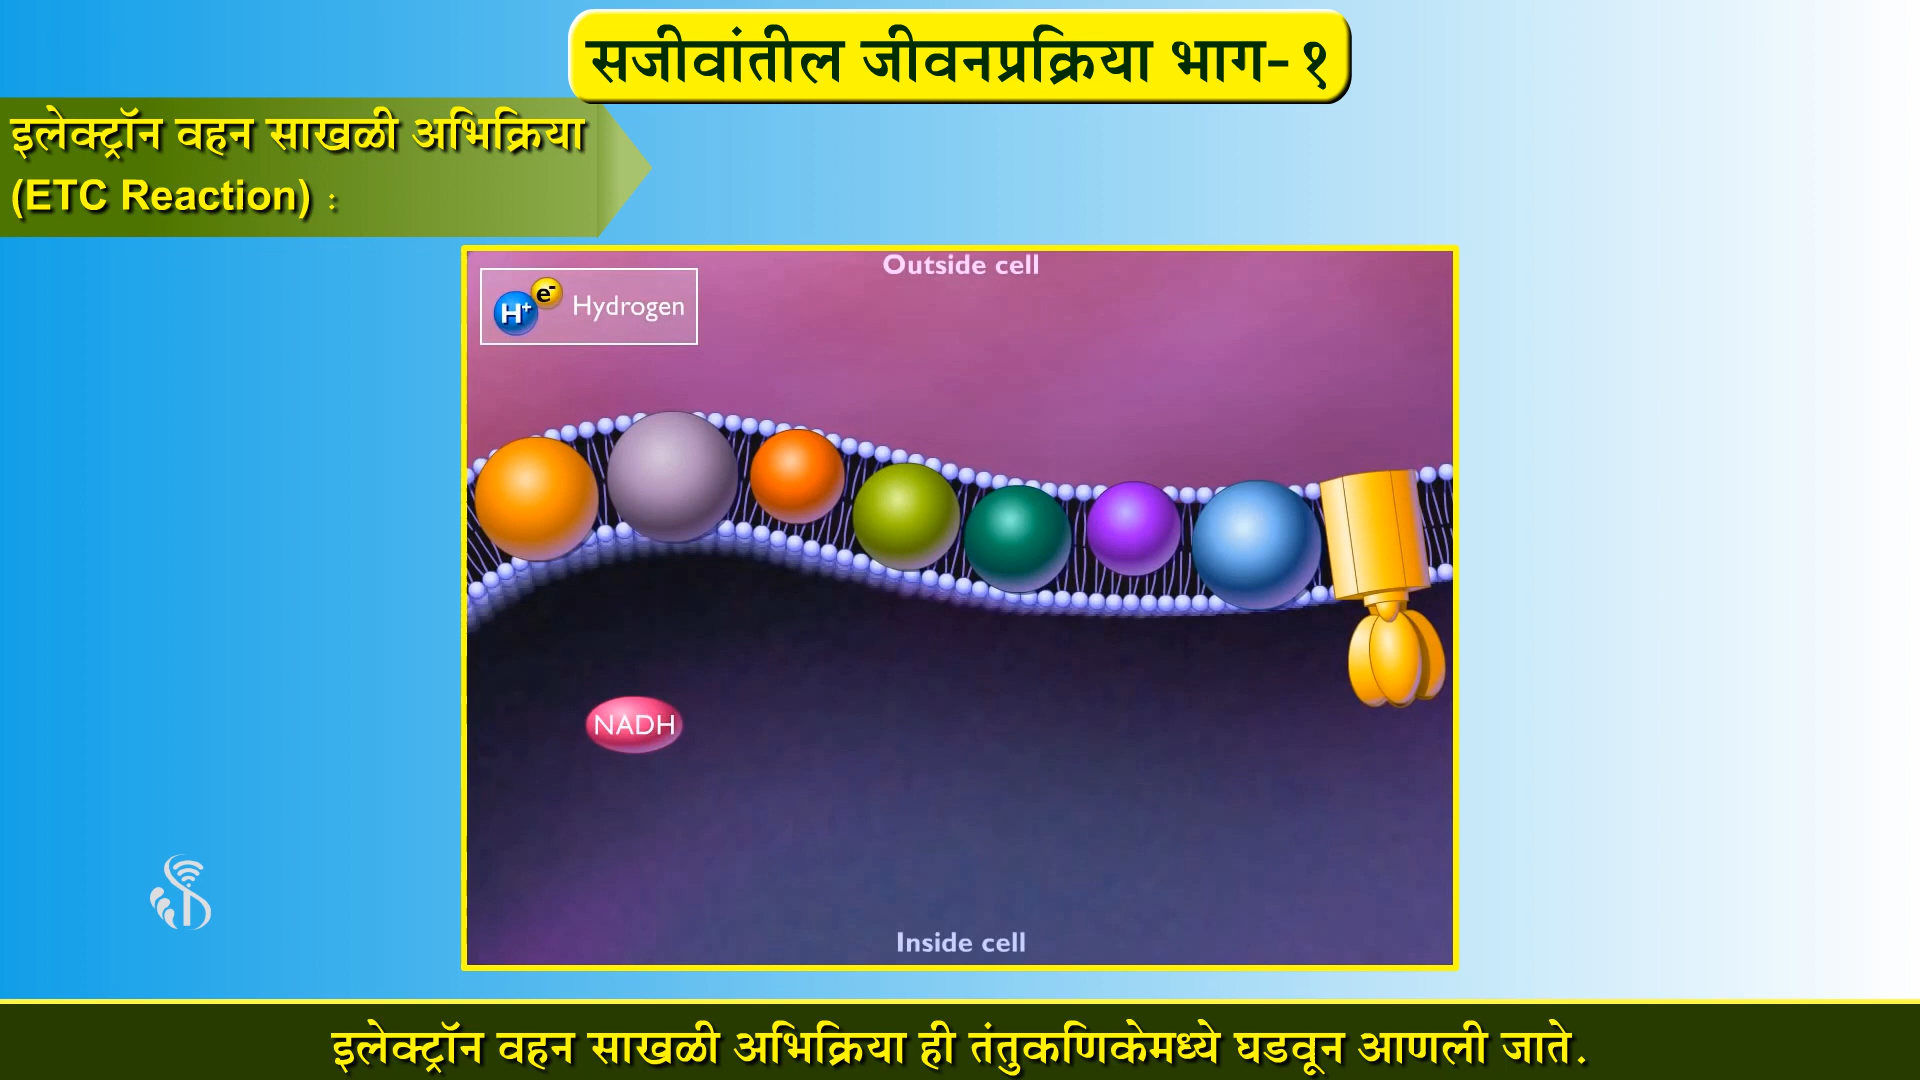 सजीवांतील जीवनप्रक्रिया भाग-१
इलेक्ट्रॉन वहन साखळी अभिक्रिया
(ETC Reaction) :
Outside cell
H+ e- Hydrogen
NADH
Inside cell
इलेक्ट्रॉन वहन साखळी अभिक्रिया ही तंतुकणिकेमध्ये घडवून आणली जाते.